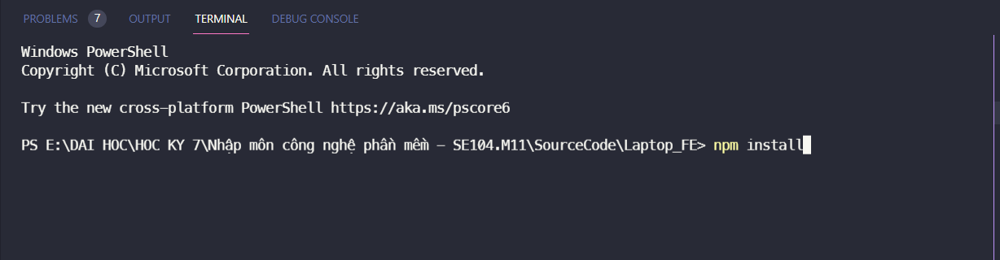 PROBLEMS 7 OUTPUT TERMINAL DEBUG CONSOLE
Windows PowerShell
Copyright (C) Microsoft Corporation. All rights reserved.
Try the new cross-platform PowerShell https://aka.ms/pscore6
PS E:\DAI HOC\HOC KY 7\Nhập môn công nghệ phần mềm - SE104.M11\SourceCode\Laptop_FE> npm install